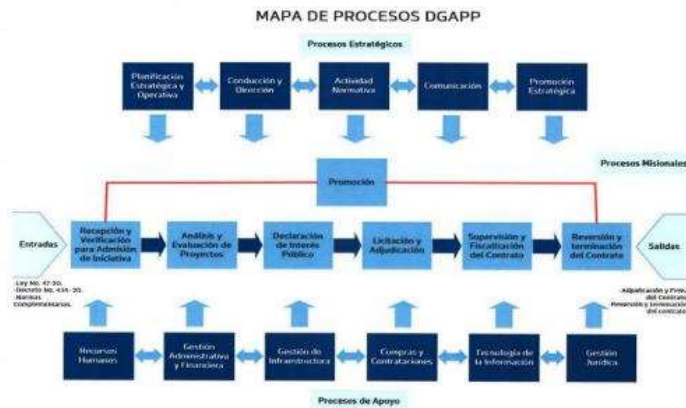 MAPA DE PROCESOS DGAPP
Procesos Estratégicos
Planificación
Estratégica y
Operativa
Conducción y
Dirección
Actividad
Normativa
Comunicación
Promoción
Estratégica
Procesos Misionales
Promoción
Entradas
Recepción y
Verificación
para Admisión
de Iniciativa
Análisis y
Evaluación de
Proyectos
Declaración
de Interés
Público
Licitación y
Adjudicación
Supervisión y
Fiscalización
del Contrato
Reversión y
terminación
del Contrato
Salidas
-Ley No. 47-20.
-Decreto No. 434-20.
-Normas
Complementarias.
Adjudicación y Firma
del Contrato
Reversión y terminación
del contrato
Recursos
Humanos
Gestión
Administrativa
y Financiera
Gestión de
Infraestructura
Compras y
Contrataciones
Tecnología de
la Información
Gestión
Jurídica
Procesos de Apoyo